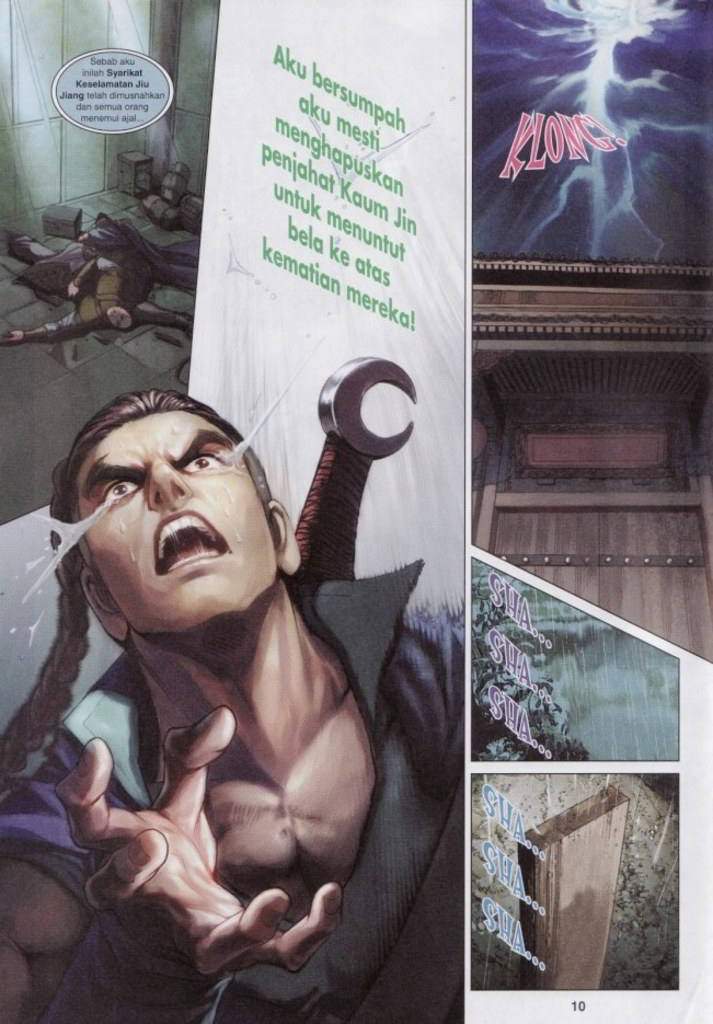 Sebab aku
inilah Syarikat
Keselamatan Jiu
Jiang telah dimusnahkan
dan semua orang
menemui ajal...
Aku bersumpah
aku mesti
menghapuskan
penjahat Kaum Jin
untuk menuntut
bela ke atas
kematian mereka!
KLONG!
SHA...
SHA...
SHA...
SHA...
SHA...
SHA...
10